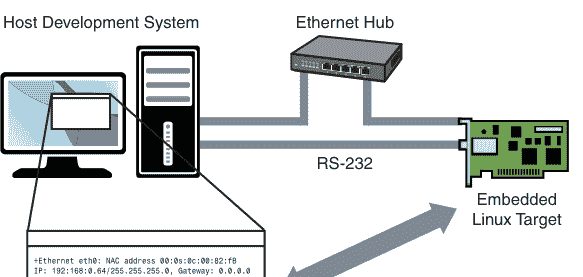 Host Development System
Ethernet Hub
RS-232
Embedded
Linux Target
+Ethernet eth0: NAC address 00:0s:0c:00:82:f8
IP: 192:168:0.64/255.255.255.0, Gateway: 0.0.0.0